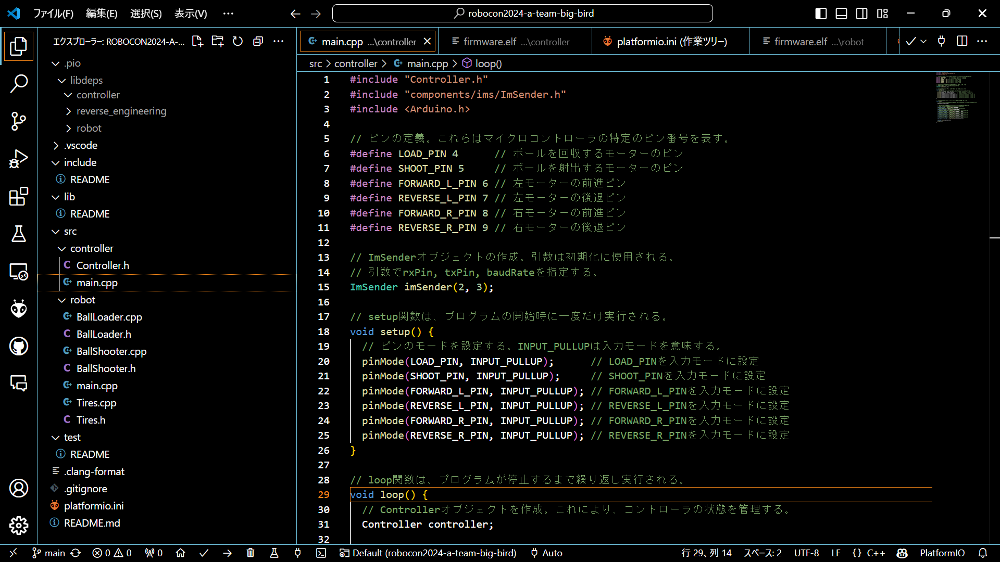 ファイル(F) 編集(E) 選択(S) 表示(V) ··· robocon2024-a-team-big-bird
エクスプローラー: ROBOCON2024-A-...
.pio
libdeps
controller
reverse_engineering
robot
.vscode
include
README
lib
README
src
controller
Controller.h
main.cpp
robot
BallLoader.cpp
BallLoader.h
BallShooter.cpp
BallShooter.h
main.cpp
Tires.cpp
Tires.h
test
README
.clang-format
.gitignore
platformio.ini
README.md
main.cpp ...\controller firmware.elf ...\controller platformio.ini (作業ツリー) firmware.elf ...\robot
src > controller > main.cpp > loop()
1 #include "Controller.h"
2 #include "components/ims/ImSender.h"
3 #include <Arduino.h>
4
5 // ピンの定義。これらはマイクロコントローラの特定のピン番号を表す。
6 #define LOAD_PIN 4 // ボールを回収するモーターのピン
7 #define SHOOT_PIN 5 // ボールを射出するモーターのピン
8 #define FORWARD_L_PIN 6 // 左モーターの前進ピン
9 #define REVERSE_L_PIN 7 // 左モーターの後退ピン
10 #define FORWARD_R_PIN 8 // 右モーターの前進ピン
11 #define REVERSE_R_PIN 9 // 右モーターの後退ピン
12
13 // ImSenderオブジェクトの作成。引数は初期化に使用される。
14 // 引数でrxPin, txPin, baudRateを指定する。
15 ImSender imSender(2, 3);
16
17 // setup関数は、プログラムの開始時に一度だけ実行される。
18 void setup() {
19 // ピンのモードを設定する。INPUT_PULLUPは入力モードを意味する。
20 pinMode(LOAD_PIN, INPUT_PULLUP); // LOAD_PINを入力モードに設定
21 pinMode(SHOOT_PIN, INPUT_PULLUP); // SHOOT_PINを入力モードに設定
22 pinMode(FORWARD_L_PIN, INPUT_PULLUP); // FORWARD_L_PINを入力モードに設定
23 pinMode(REVERSE_L_PIN, INPUT_PULLUP); // REVERSE_L_PINを入力モードに設定
24 pinMode(FORWARD_R_PIN, INPUT_PULLUP); // FORWARD_R_PINを入力モードに設定
25 pinMode(REVERSE_R_PIN, INPUT_PULLUP); // REVERSE_R_PINを入力モードに設定
26 }
27
28 // loop関数は、プログラムが停止するまで繰り返し実行される。
29 void loop() {
30 // Controllerオブジェクトを作成。これにより、コントローラの状態を管理する。
31 Controller controller;
32
main 0 0 0 Default (robocon2024-a-team-big-bird) Auto 行 29、列 14 スペース: 2 UTF-8 LF {} C++ PlatformIO